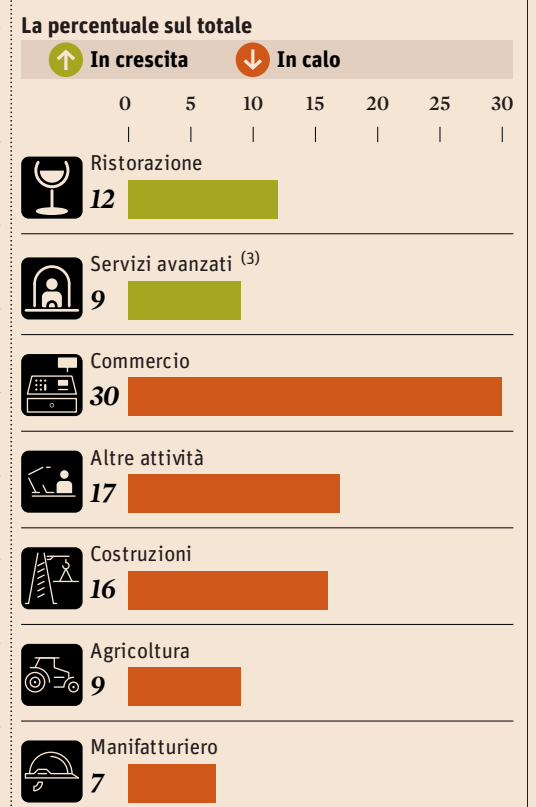 La percentuale sul totale
In crescita In calo
0 5 10 15 20 25 30
Ristorazione
12
Servizi avanzati (3)
9
Commercio
30
Altre attività
17
Costruzioni
16
Agricoltura
9
Manifatturiero
7